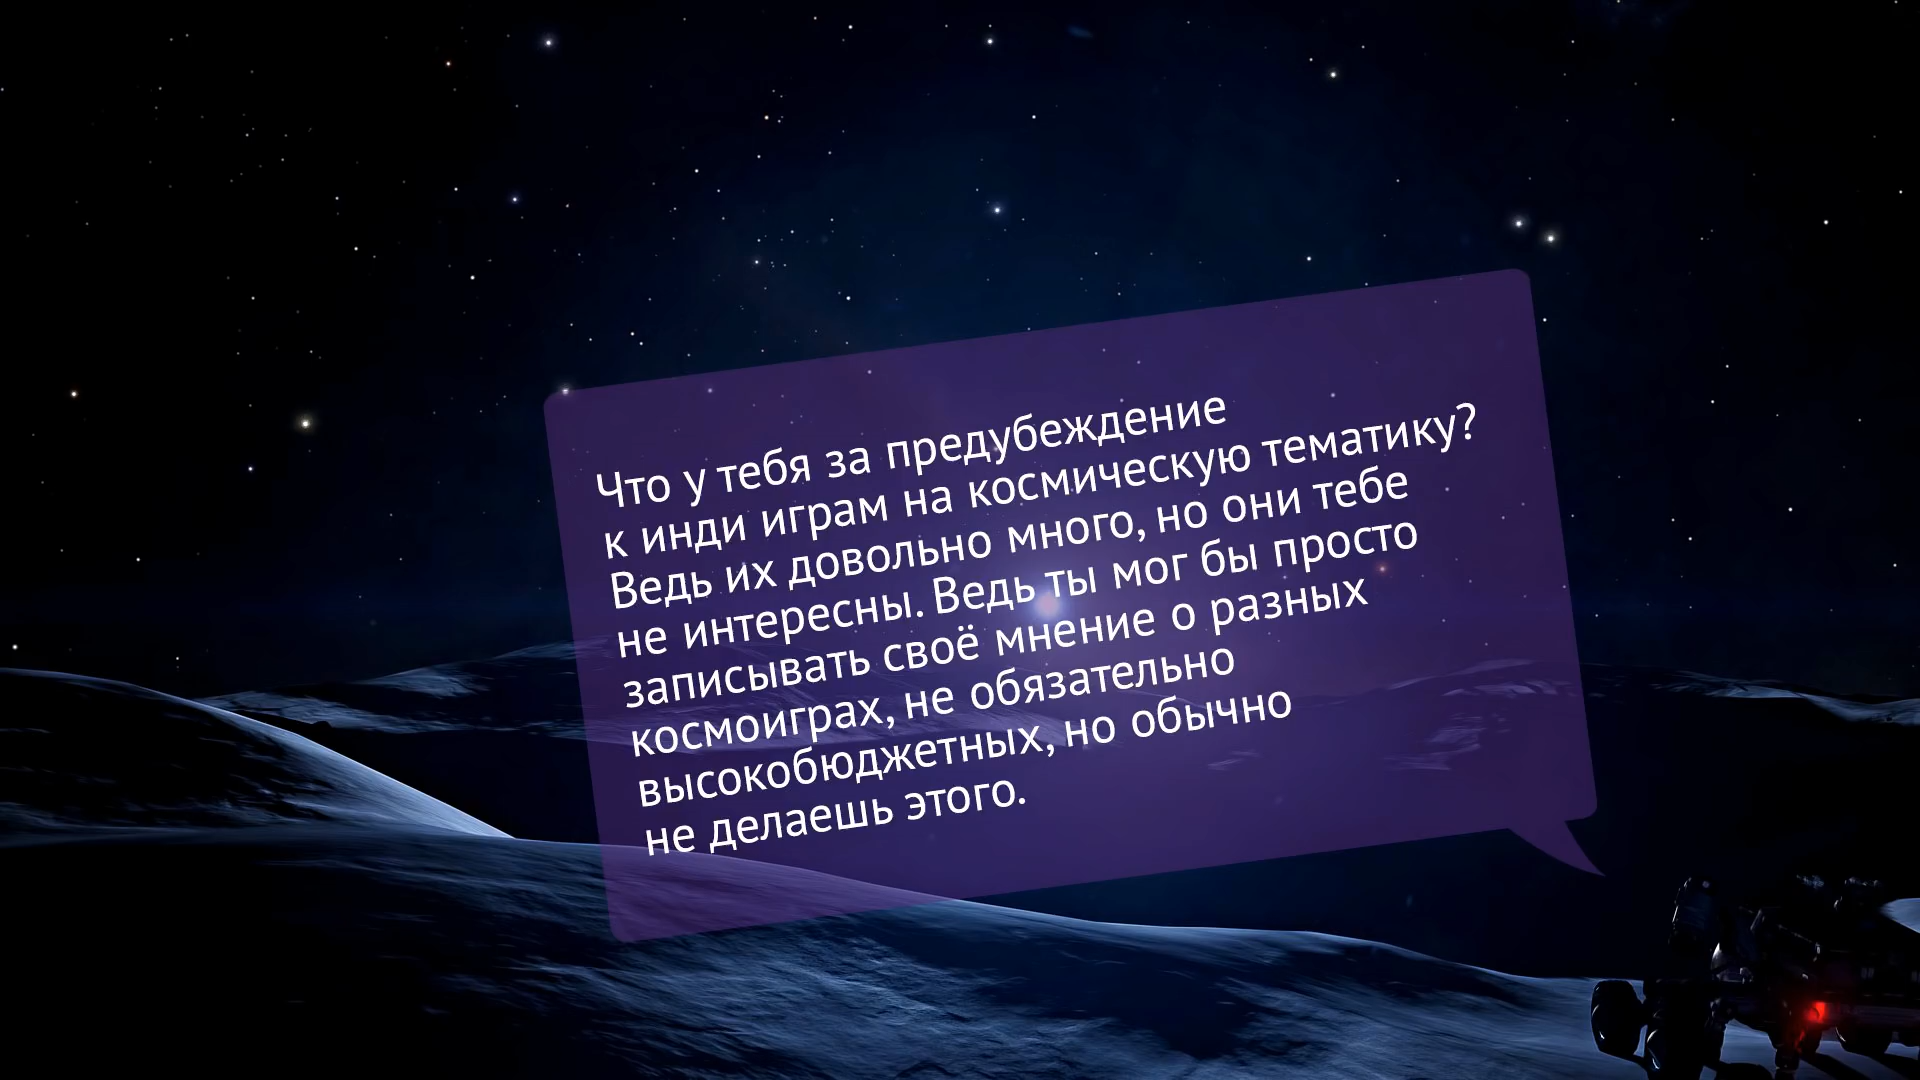 Что у тебя за предубеждение
к инди играм на космическую тематику?
Ведь их довольно много, но они тебе
не интересны. Ведь ты мог бы просто
записывать своё мнение о разных
космоиграх, не обязательно
высокобюджетных, но обычно
не делаешь этого.